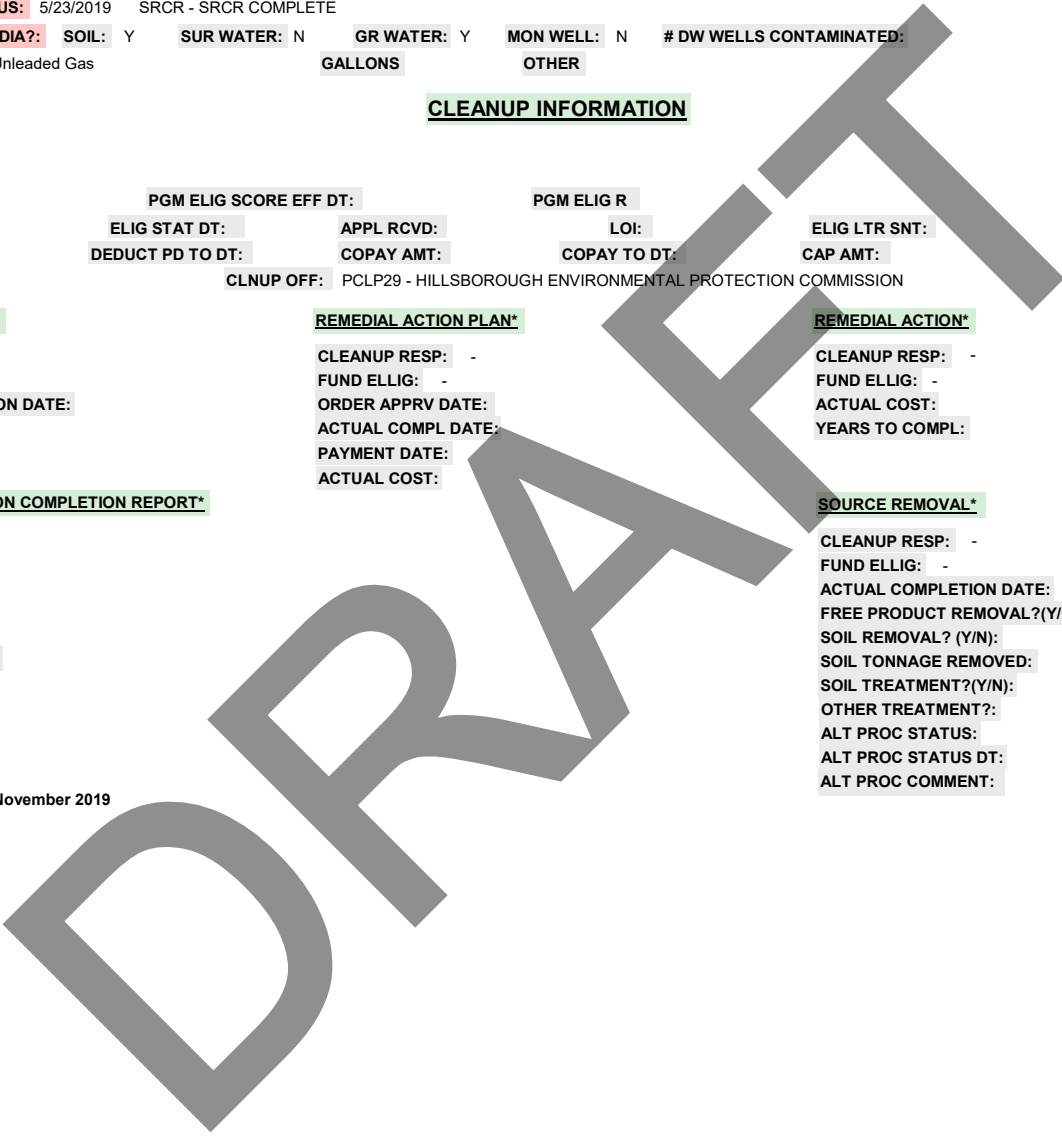 US: 5/23/2019 SRCR - SRCR COMPLETE
DIA?: SOIL: Y SUR WATER: N GR WATER: Y MON WELL: N # DW WELLS CONTAMINATED:
Unleaded Gas GALLONS OTHER
CLEANUP INFORMATION
PGM ELIG SCORE EFF DT: PGM ELIG R
ELIG STAT DT: APPL RCVD: LOI: ELIG LTR SNT:
DEDUCT PD TO DT: COPAY AMT: COPAY TO DT: CAP AMT:
CLNUP OFF: PCLP29 - HILLSBOROUGH ENVIRONMENTAL PROTECTION COMMISSION
REMEDIAL ACTION PLAN* REMEDIAL ACTION*
CLEANUP RESP: - CLEANUP RESP: -
FUND ELLIG: - FUND ELLIG: -
ON DATE: ORDER APPRV DATE: ACTUAL COST:
ACTUAL COMPL DATE: YEARS TO COMPL:
PAYMENT DATE:
ACTUAL COST:
ON COMPLETION REPORT* SOURCE REMOVAL*
CLEANUP RESP: -
FUND ELLIG: -
ACTUAL COMPLETION DATE:
FREE PRODUCT REMOVAL?(Y/
SOIL REMOVAL? (Y/N):
SOIL TONNAGE REMOVED:
SOIL TREATMENT?(Y/N):
OTHER TREATMENT?:
ALT PROC STATUS:
ALT PROC STATUS DT:
ALT PROC COMMENT:
November 2019
DRAFT